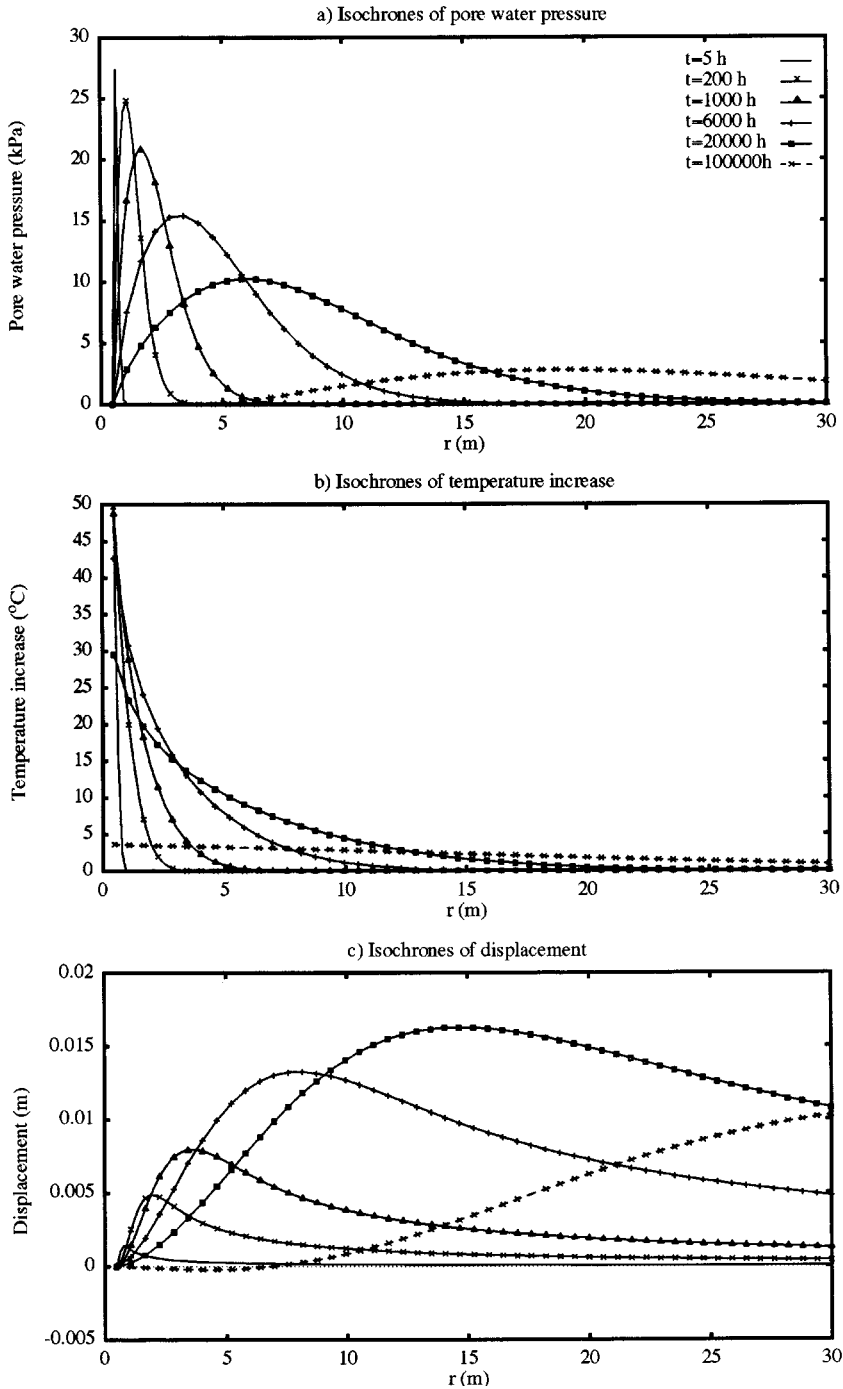 a) Isochrones of pore water pressure
30
25
20
15
10
5
0
Pore water pressure (kPa)
t=5 h
t=200 h
t=1000 h
t=6000 h
t=20000 h
t=100000h
0 5 10 15 20 25 30
r (m)
b) Isochrones of temperature increase
50
45
40
35
30
25
20
15
10
5
0
Temperature increase (°C)
0 5 10 15 20 25 30
r (m)
c) Isochrones of displacement
0.02
0.015
0.01
0.005
0
-0.005
Displacement (m)
0 5 10 15 20 25 30
r (m)